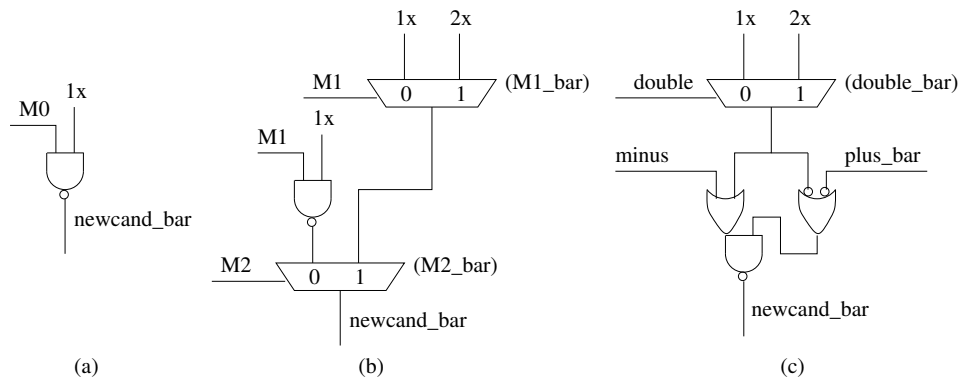 1x
M0
newcand_bar
(a)
1x 2x
M1 0 1 (M1_bar)
1x
M1
M2 0 1 (M2_bar)
newcand_bar
(b)
1x 2x
double 0 1 (double_bar)
minus plus_bar
newcand_bar
(c)